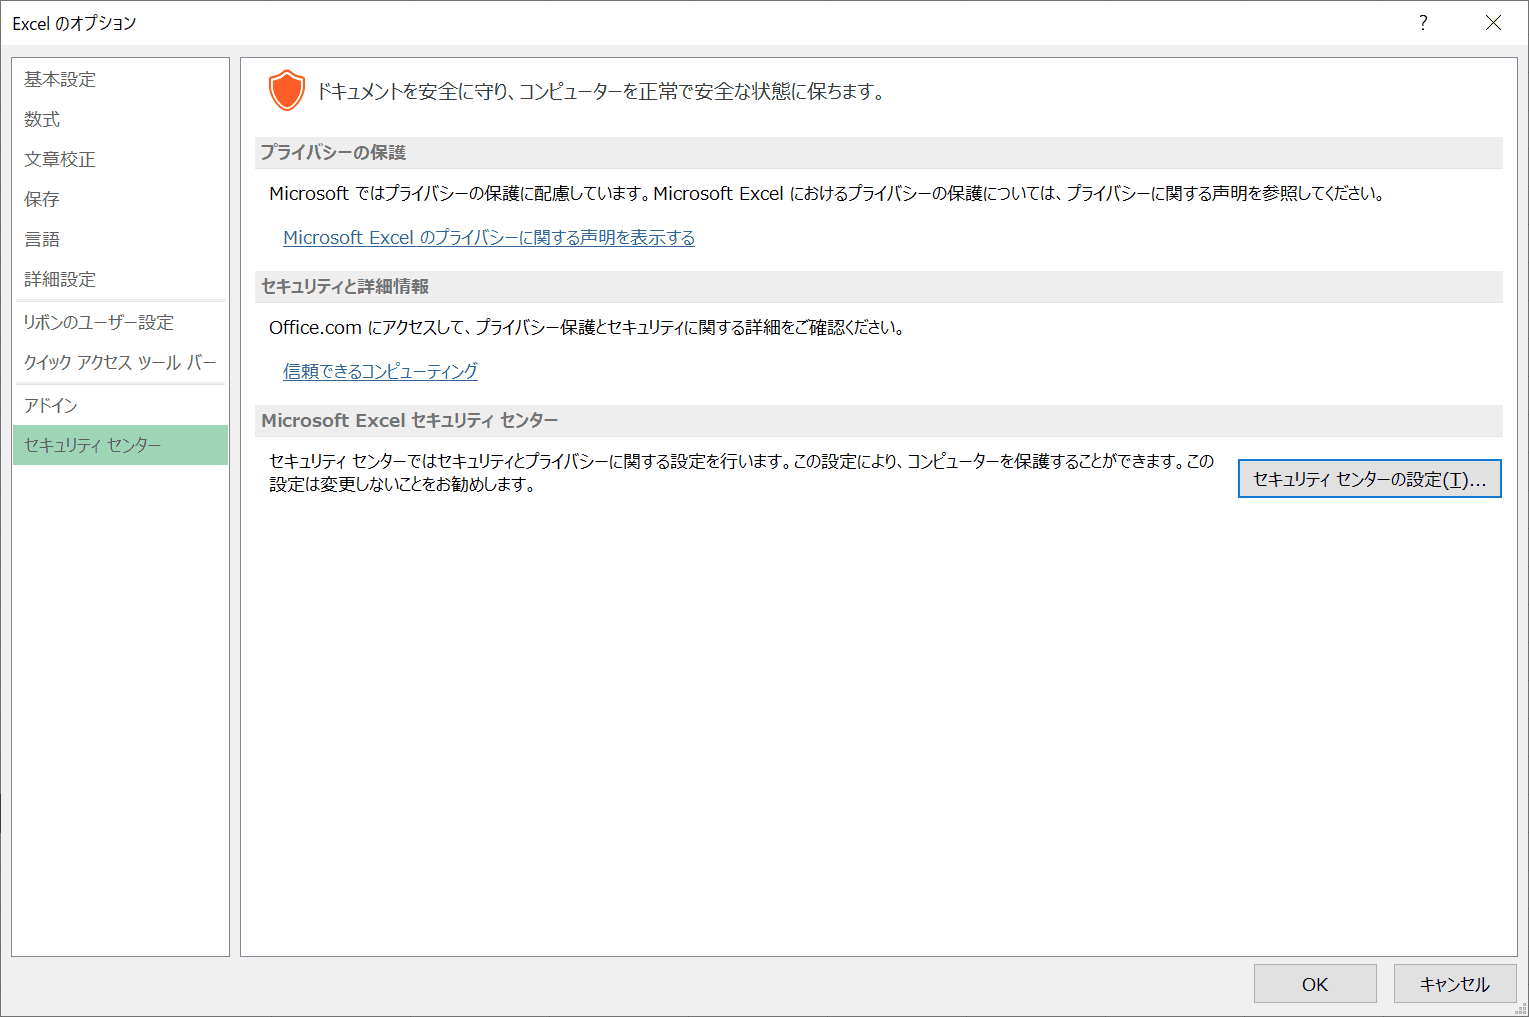 Excel のオプション
?
基本設定
数式
文章校正
保存
言語
詳細設定
リボンのユーザー設定
クイック アクセス ツール バー
アドイン
セキュリティ センター
ドキュメントを安全に守り、コンピューターを正常で安全な状態に保ちます。
プライバシーの保護
Microsoft ではプライバシーの保護に配慮しています。Microsoft Excel におけるプライバシーの保護については、プライバシーに関する声明を参照してください。
Microsoft Excel のプライバシーに関する声明を表示する
セキュリティと詳細情報
Office.com にアクセスして、プライバシー保護とセキュリティに関する詳細をご確認ください。
信頼できるコンピューティング
Microsoft Excel セキュリティ センター
セキュリティ センターではセキュリティとプライバシーに関する設定を行います。この設定により、コンピューターを保護することができます。この
設定は変更しないことをお勧めします。
セキュリティ センターの設定(T)...
OK
キャンセル